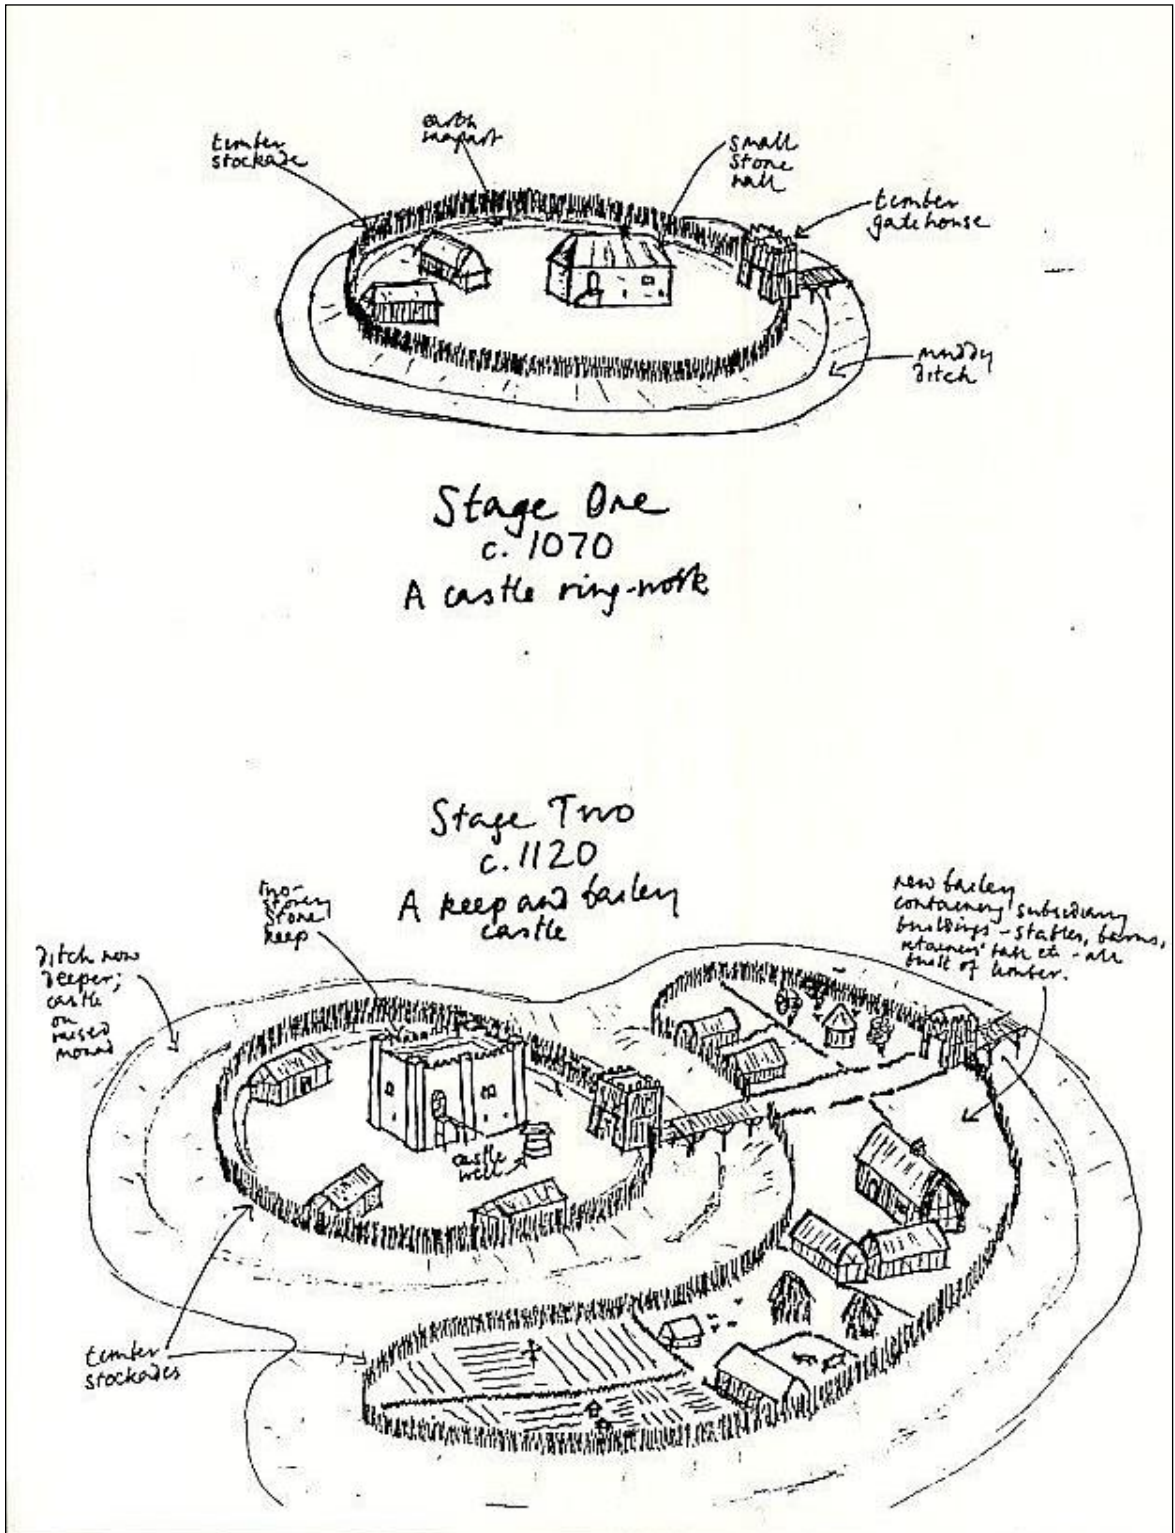 timber
stockade
earth
rampart
small
stone
hall
timber
gatehouse
muddy
ditch
Stage One
c. 1070
A castle ring-work
Stage Two
c. 1120
A keep and bailey
castle
two-
storey
stone
keep
ditch now
deeper;
castle
on
raised
mound
new bailey
containing subsidiary
buildings - stables, barns,
retainers' hall etc - all
built of timber.
castle
well
timber
stockades